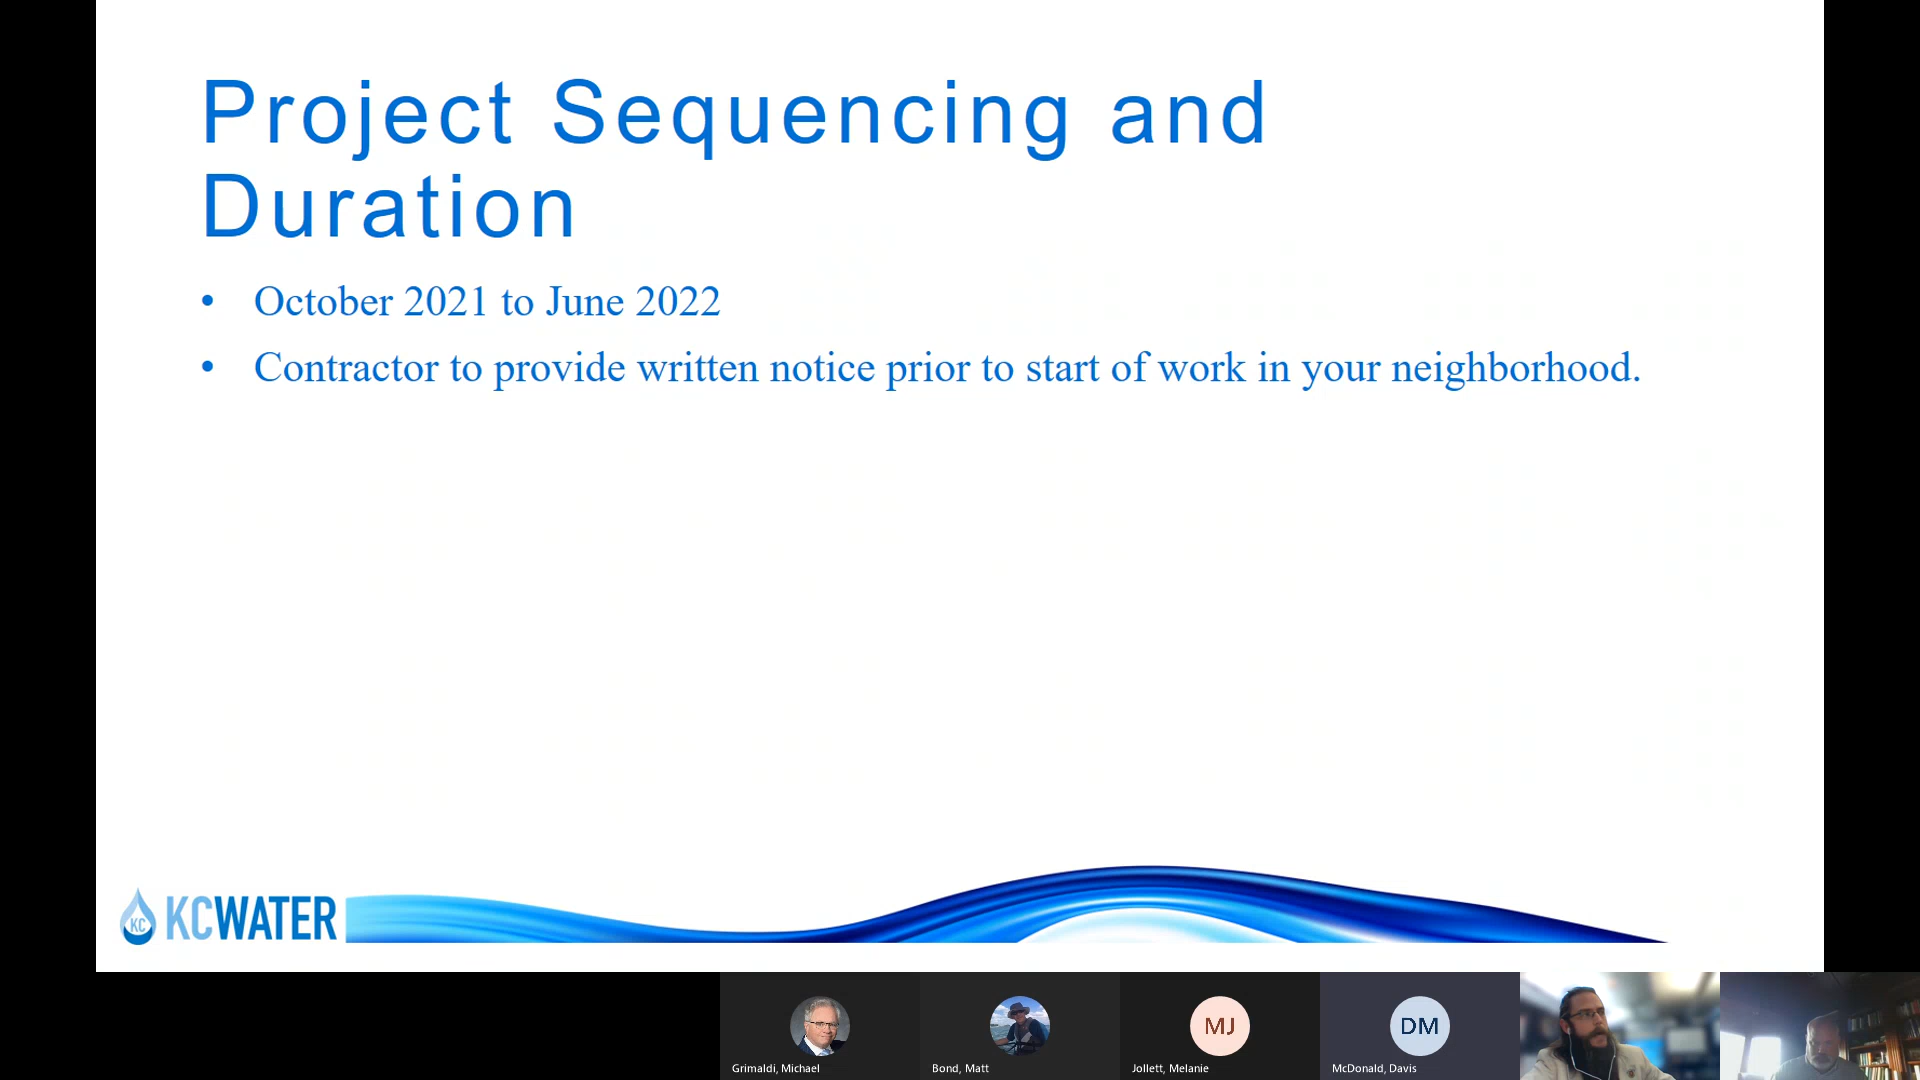 Project Sequencing and
Duration
• October 2021 to June 2022
• Contractor to provide written notice prior to start of work in your neighborhood.
KC KCWATER
MJ
DM
Grimaldi, Michael
Bond, Matt
Jollett, Melanie
McDonald, Davis